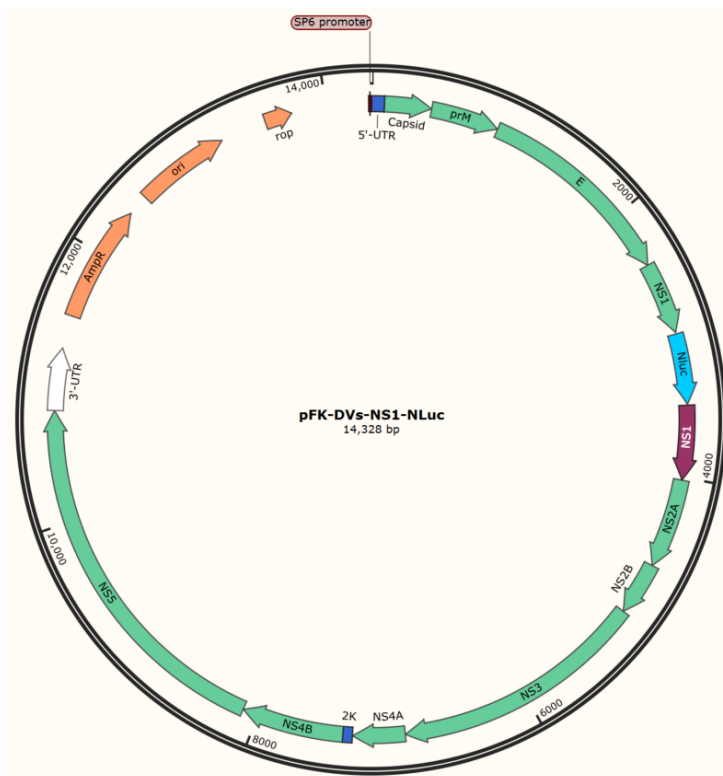 SP6 promoter
14,000
rop
5'-UTR
Capsid
prM
E
2000
NS1
Nluc
NS1
4000
NS2A
NS2B
NS3
6000
NS4A
2K
NS4B
8000
NS5
10,000
3'-UTR
AmpR
12,000
ori
pFK-DVs-NS1-NLuc
14,328 bp